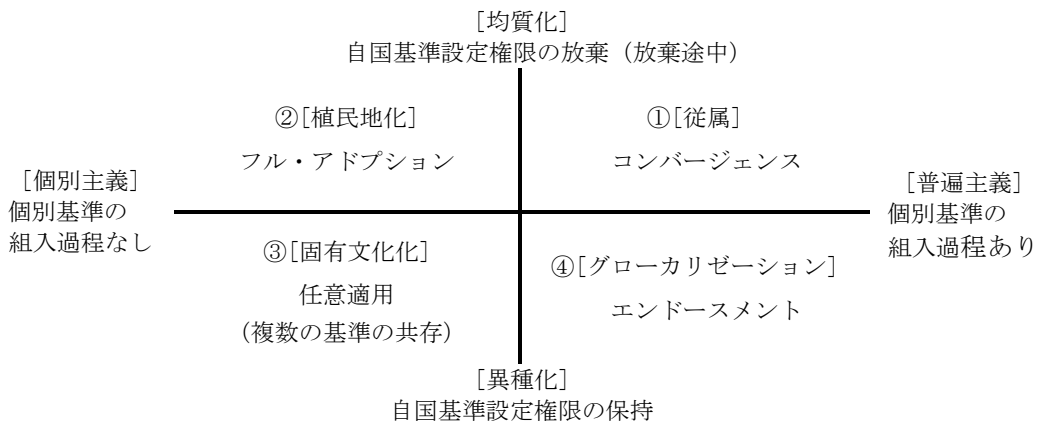 [均質化]
自国基準設定権限の放棄（放棄途中）
②[植民地化]
フル・アドプション
①[従属]
コンバージェンス
[個別主義]
個別基準の
組入過程なし
[普遍主義]
個別基準の
組入過程あり
③[固有文化化]
任意適用
（複数の基準の共存）
④[グローカリゼーション]
エンドースメント
[異種化]
自国基準設定権限の保持